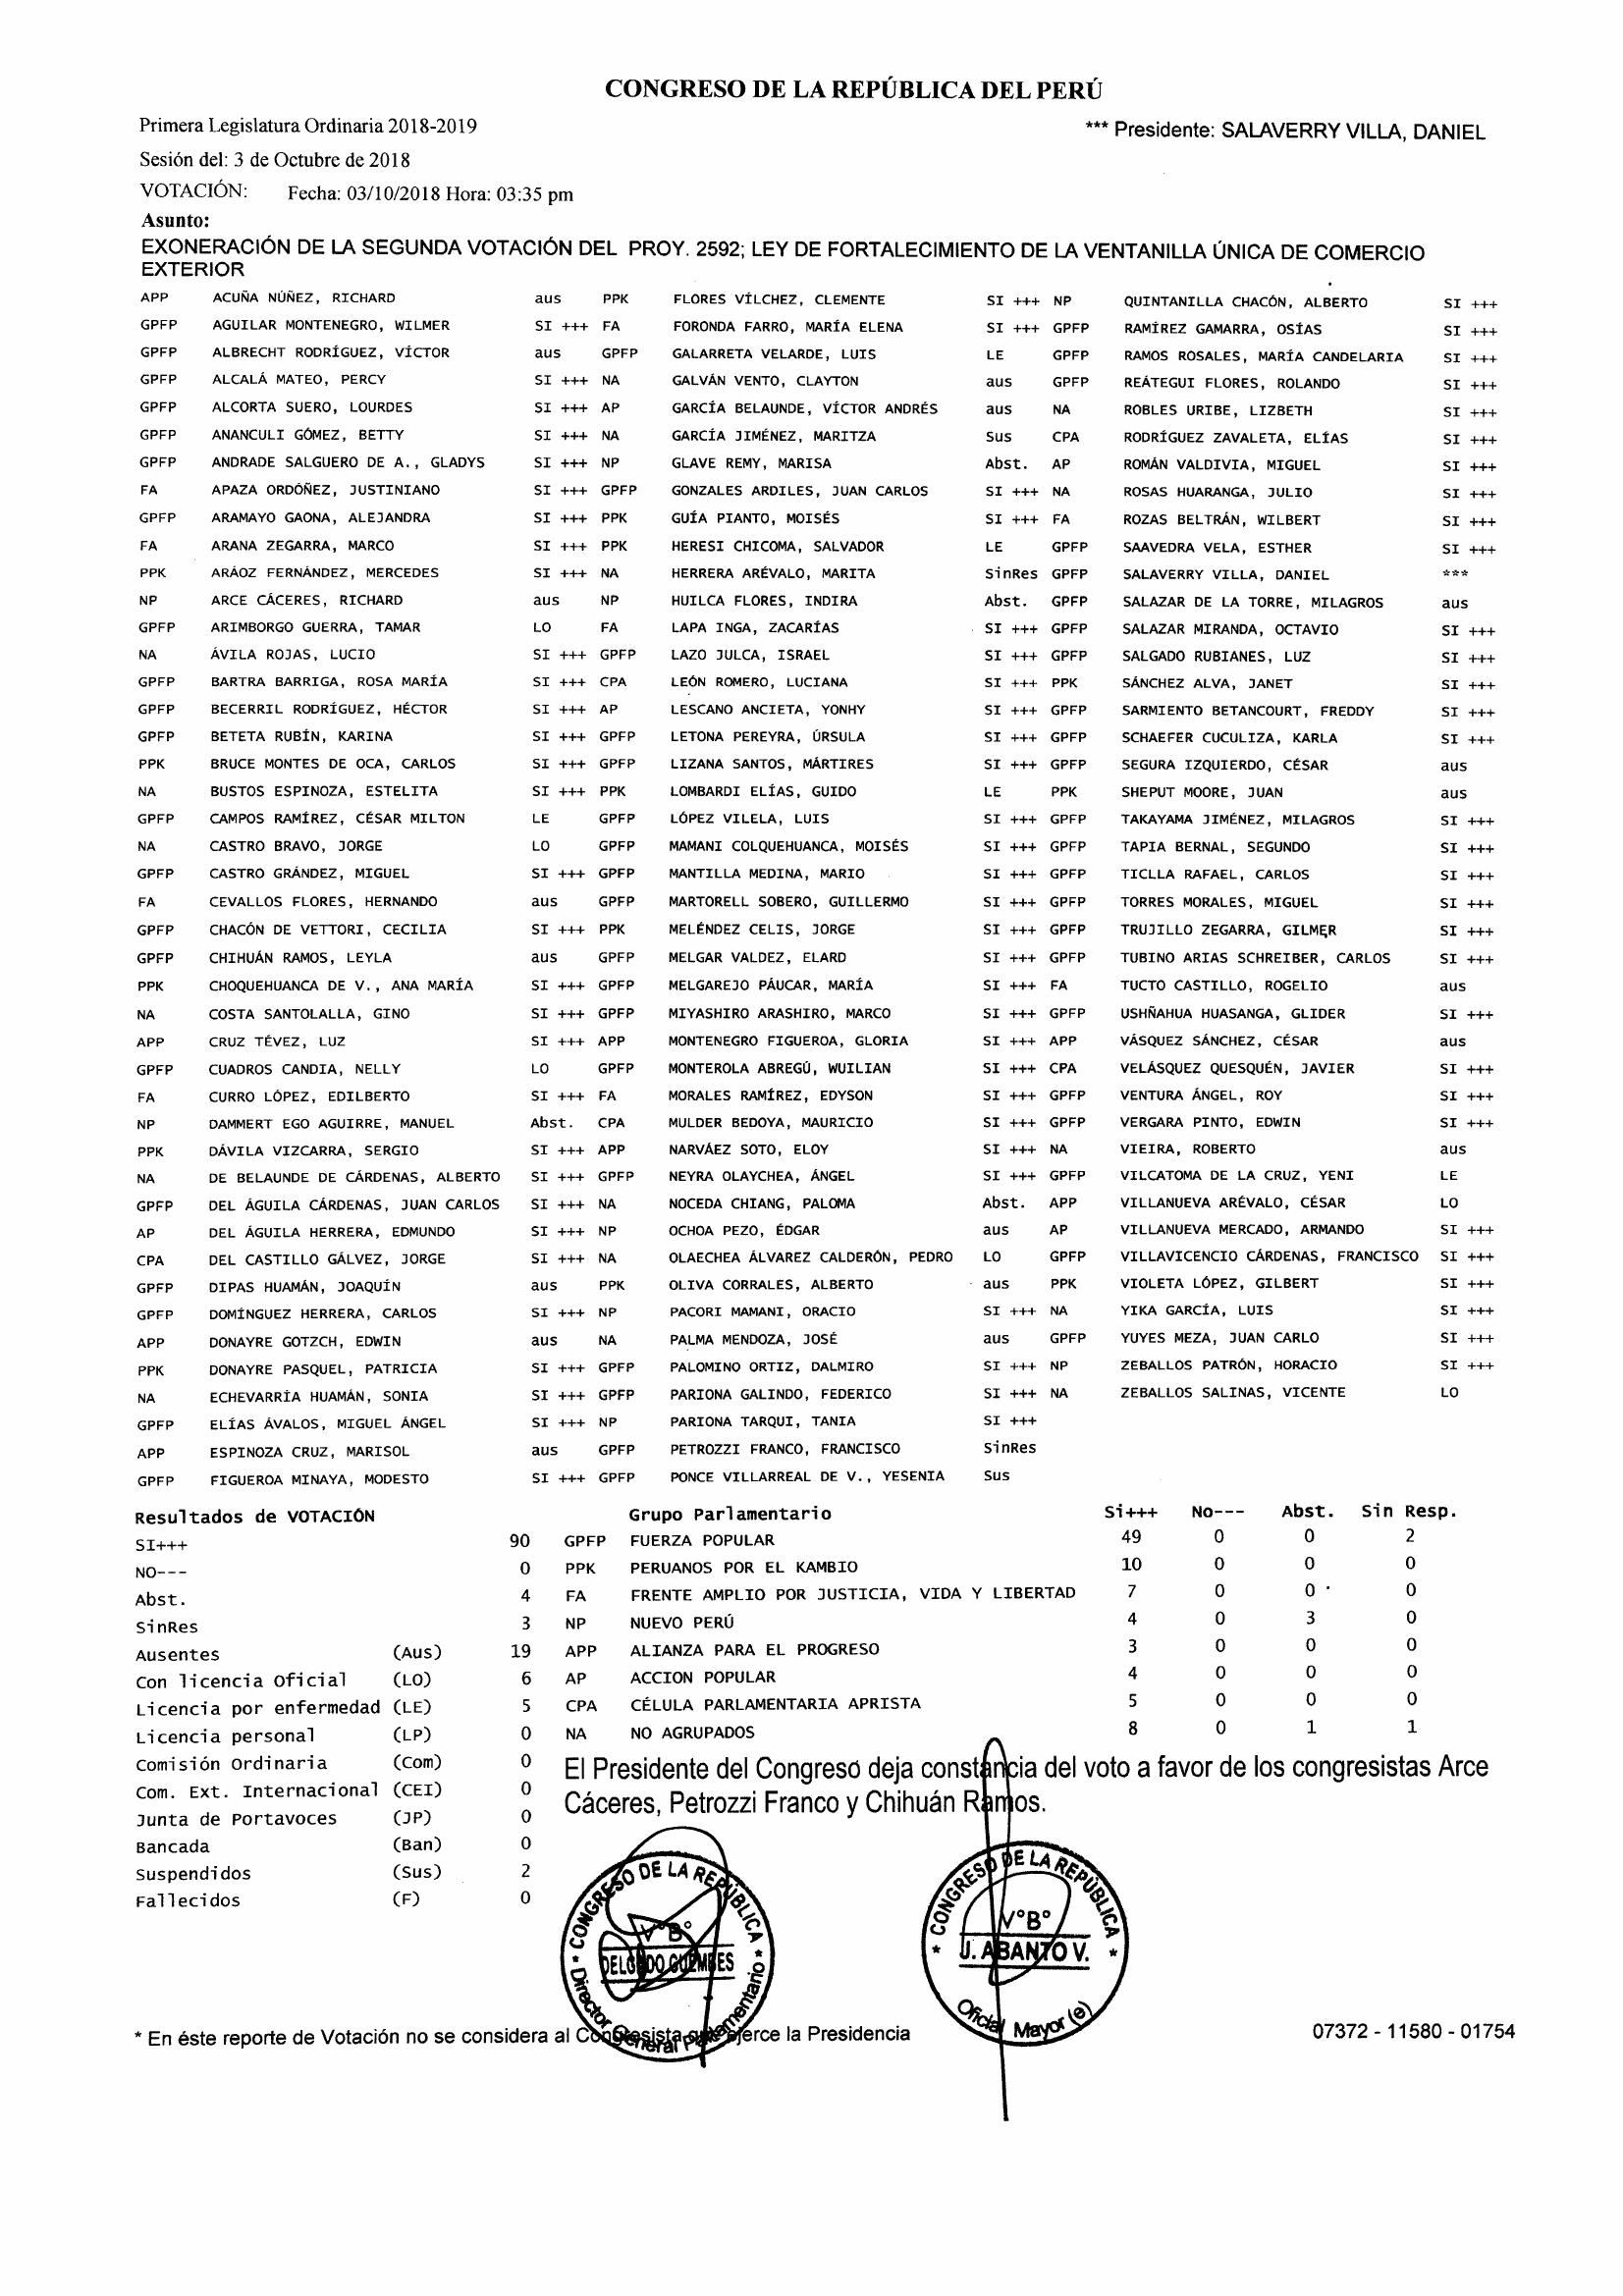 CONGRESO DE LA REPÚBLICA DEL PERÚ
Primera Legislatura Ordinaria 2018-2019
*** Presidente: SALAVERRY VILLA, DANIEL
Sesión del: 3 de Octubre de 2018
VOTACIÓN: Fecha: 03/10/2018 Hora: 03:35 pm
Asunto:
EXONERACIÓN DE LA SEGUNDA VOTACIÓN DEL PROY. 2592; LEY DE FORTALECIMIENTO DE LA VENTANILLA ÚNICA DE COMERCIO
EXTERIOR
APP ACUÑA NÚÑEZ, RICHARD aus PPK FLORES VÍLCHEZ, CLEMENTE SI +++ NP QUINTANILLA CHACÓN, ALBERTO SI +++
GPFP AGUILAR MONTENEGRO, WILMER SI +++ FA FORONDA FARRO, MARÍA ELENA SI +++ GPFP RAMÍREZ GAMARRA, OSÍAS SI +++
GPFP ALBRECHT RODRÍGUEZ, VÍCTOR aus GPFP GALARRETA VELARDE, LUIS LE GPFP RAMOS ROSALES, MARÍA CANDELARIA SI +++
GPFP ALCALÁ MATEO, PERCY SI +++ NA GALVÁN VENTO, CLAYTON aus GPFP REÁTEGUI FLORES, ROLANDO SI +++
GPFP ALCORTA SUERO, LOURDES SI +++ AP GARCÍA BELAUNDE, VÍCTOR ANDRÉS aus NA ROBLES URIBE, LIZBETH SI +++
GPFP ANANCULI GÓMEZ, BETTY SI +++ NA GARCÍA JIMÉNEZ, MARITZA Sus CPA RODRÍGUEZ ZAVALETA, ELÍAS SI +++
GPFP ANDRADE SALGUERO DE A., GLADYS SI +++ NP GLAVE REMY, MARISA Abst. AP ROMÁN VALDIVIA, MIGUEL SI +++
FA APAZA ORDÓÑEZ, JUSTINIANO SI +++ GPFP GONZALES ARDILES, JUAN CARLOS SI +++ NA ROSAS HUARANGA, JULIO SI +++
GPFP ARAMAYO GAONA, ALEJANDRA SI +++ PPK GUÍA PIANTO, MOISÉS SI +++ FA ROZAS BELTRÁN, WILBERT SI +++
FA ARANA ZEGARRA, MARCO SI +++ PPK HERESI CHICOMA, SALVADOR LE GPFP SAAVEDRA VELA, ESTHER SI +++
PPK ARÁOZ FERNÁNDEZ, MERCEDES SI +++ NA HERRERA ARÉVALO, MARITA SinRes GPFP SALAVERRY VILLA, DANIEL ***
NP ARCE CÁCERES, RICHARD aus NP HUILCA FLORES, INDIRA Abst. GPFP SALAZAR DE LA TORRE, MILAGROS aus
GPFP ARIMBORGO GUERRA, TAMAR LO FA LAPA INGA, ZACARÍAS SI +++ GPFP SALAZAR MIRANDA, OCTAVIO SI +++
NA ÁVILA ROJAS, LUCIO SI +++ GPFP LAZO JULCA, ISRAEL SI +++ GPFP SALGADO RUBIANES, LUZ SI +++
GPFP BARTRA BARRIGA, ROSA MARÍA SI +++ CPA LEÓN ROMERO, LUCIANA SI +++ PPK SÁNCHEZ ALVA, JANET SI +++
GPFP BECERRIL RODRÍGUEZ, HÉCTOR SI +++ AP LESCANO ANCIETA, YONHY SI +++ GPFP SARMIENTO BETANCOURT, FREDDY SI +++
GPFP BETETA RUBÍN, KARINA SI +++ GPFP LETONA PEREYRA, ÚRSULA SI +++ GPFP SCHAEFER CUCULIZA, KARLA SI +++
PPK BRUCE MONTES DE OCA, CARLOS SI +++ GPFP LIZANA SANTOS, MÁRTIRES SI +++ GPFP SEGURA IZQUIERDO, CÉSAR aus
NA BUSTOS ESPINOZA, ESTELITA SI +++ PPK LOMBARDI ELÍAS, GUIDO LE PPK SHEPUT MOORE, JUAN aus
GPFP CAMPOS RAMÍREZ, CÉSAR MILTON LE GPFP LÓPEZ VILELA, LUIS SI +++ GPFP TAKAYAMA JIMÉNEZ, MILAGROS SI +++
NA CASTRO BRAVO, JORGE LO GPFP MAMANI COLQUEHUANCA, MOISÉS SI +++ GPFP TAPIA BERNAL, SEGUNDO SI +++
GPFP CASTRO GRÁNDEZ, MIGUEL SI +++ GPFP MANTILLA MEDINA, MARIO SI +++ GPFP TICLLA RAFAEL, CARLOS SI +++
FA CEVALLOS FLORES, HERNANDO aus GPFP MARTORELL SOBERO, GUILLERMO SI +++ GPFP TORRES MORALES, MIGUEL SI +++
GPFP CHACÓN DE VETTORI, CECILIA SI +++ PPK MELÉNDEZ CELIS, JORGE SI +++ GPFP TRUJILLO ZEGARRA, GILMER SI +++
GPFP CHIHUÁN RAMOS, LEYLA aus GPFP MELGAR VALDEZ, ELARD SI +++ GPFP TUBINO ARIAS SCHREIBER, CARLOS SI +++
PPK CHOQUEHUANCA DE V., ANA MARÍA SI +++ GPFP MELGAREJO PÁUCAR, MARÍA SI +++ FA TUCTO CASTILLO, ROGELIO aus
NA COSTA SANTOLALLA, GINO SI +++ GPFP MIYASHIRO ARASHIRO, MARCO SI +++ GPFP USHÑAHUA HUASANGA, GLIDER SI +++
APP CRUZ TÉVEZ, LUZ SI +++ APP MONTENEGRO FIGUEROA, GLORIA SI +++ APP VÁSQUEZ SÁNCHEZ, CÉSAR aus
GPFP CUADROS CANDIA, NELLY LO GPFP MONTEROLA ABREGÚ, WUILIAN SI +++ CPA VELÁSQUEZ QUESQUÉN, JAVIER SI +++
FA CURRO LÓPEZ, EDILBERTO SI +++ FA MORALES RAMÍREZ, EDYSON SI +++ GPFP VENTURA ÁNGEL, ROY SI +++
NP DAMMERT EGO AGUIRRE, MANUEL Abst. CPA MULDER BEDOYA, MAURICIO SI +++ GPFP VERGARA PINTO, EDWIN SI +++
PPK DÁVILA VIZCARRA, SERGIO SI +++ APP NARVÁEZ SOTO, ELOY SI +++ NA VIEIRA, ROBERTO aus
NA DE BELAUNDE DE CÁRDENAS, ALBERTO SI +++ GPFP NEYRA OLAYCHEA, ÁNGEL SI +++ GPFP VILCATOMA DE LA CRUZ, YENI LE
GPFP DEL ÁGUILA CÁRDENAS, JUAN CARLOS SI +++ NA NOCEDA CHIANG, PALOMA Abst. APP VILLANUEVA ARÉVALO, CÉSAR LO
AP DEL ÁGUILA HERRERA, EDMUNDO SI +++ NP OCHOA PEZO, ÉDGAR aus AP VILLANUEVA MERCADO, ARMANDO SI +++
CPA DEL CASTILLO GÁLVEZ, JORGE SI +++ NA OLAECHEA ÁLVAREZ CALDERÓN, PEDRO LO GPFP VILLAVICENCIO CÁRDENAS, FRANCISCO SI +++
GPFP DIPAS HUAMÁN, JOAQUÍN aus PPK OLIVA CORRALES, ALBERTO aus PPK VIOLETA LÓPEZ, GILBERT SI +++
GPFP DOMÍNGUEZ HERRERA, CARLOS SI +++ NP PACORI MAMANI, ORACIO SI +++ NA YIKA GARCÍA, LUIS SI +++
APP DONAYRE GOTZCH, EDWIN aus NA PALMA MENDOZA, JOSÉ aus GPFP YUYES MEZA, JUAN CARLO SI +++
PPK DONAYRE PASQUEL, PATRICIA SI +++ GPFP PALOMINO ORTIZ, DALMIRO SI +++ NP ZEBALLOS PATRÓN, HORACIO SI +++
NA ECHEVARRÍA HUAMÁN, SONIA SI +++ GPFP PARIONA GALINDO, FEDERICO SI +++ NA ZEBALLOS SALINAS, VICENTE LO
GPFP ELÍAS ÁVALOS, MIGUEL ÁNGEL SI +++ NP PARIONA TARQUI, TANIA SI +++
APP ESPINOZA CRUZ, MARISOL aus GPFP PETROZZI FRANCO, FRANCISCO SinRes
GPFP FIGUEROA MINAYA, MODESTO SI +++ GPFP PONCE VILLARREAL DE V., YESENIA Sus
Resultados de VOTACIÓN Grupo Parlamentario Si+++ No--- Abst. Sin Resp.
SI+++ 90 GPFP FUERZA POPULAR 49 0 0 2
NO--- 0 PPK PERUANOS POR EL KAMBIO 10 0 0 0
Abst. 4 FA FRENTE AMPLIO POR JUSTICIA, VIDA Y LIBERTAD 7 0 0 0
SinRes 3 NP NUEVO PERÚ 4 0 3 0
Ausentes (Aus) 19 APP ALIANZA PARA EL PROGRESO 3 0 0 0
Con licencia Oficial (LO) 6 AP ACCION POPULAR 4 0 0 0
Licencia por enfermedad (LE) 5 CPA CÉLULA PARLAMENTARIA APRISTA 5 0 0 0
Licencia personal (LP) 0 NA NO AGRUPADOS 8 0 1 1
Comisión Ordinaria (Com) 0
Com. Ext. Internacional (CEI) 0
Junta de Portavoces (JP) 0
Bancada (Ban) 0
Suspendidos (Sus) 2
Fallecidos (F) 0
El Presidente del Congreso deja constancia del voto a favor de los congresistas Arce
Cáceres, Petrozzi Franco y Chihuán Ramos.
* CONGRESO DE LA REPÚBLICA *
V°B°
DELGADO GUEMBES
Director General Parlamentario
* CONGRESO DE LA REPÚBLICA *
V°B°
J. ABANTO V.
Oficial Mayor (e)
* En éste reporte de Votación no se considera al Congresista que ejerce la Presidencia
07372 - 11580 - 01754